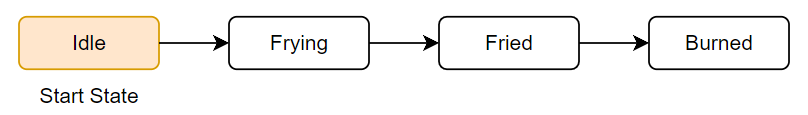 Idle
Frying
Fried
Burned
Start State